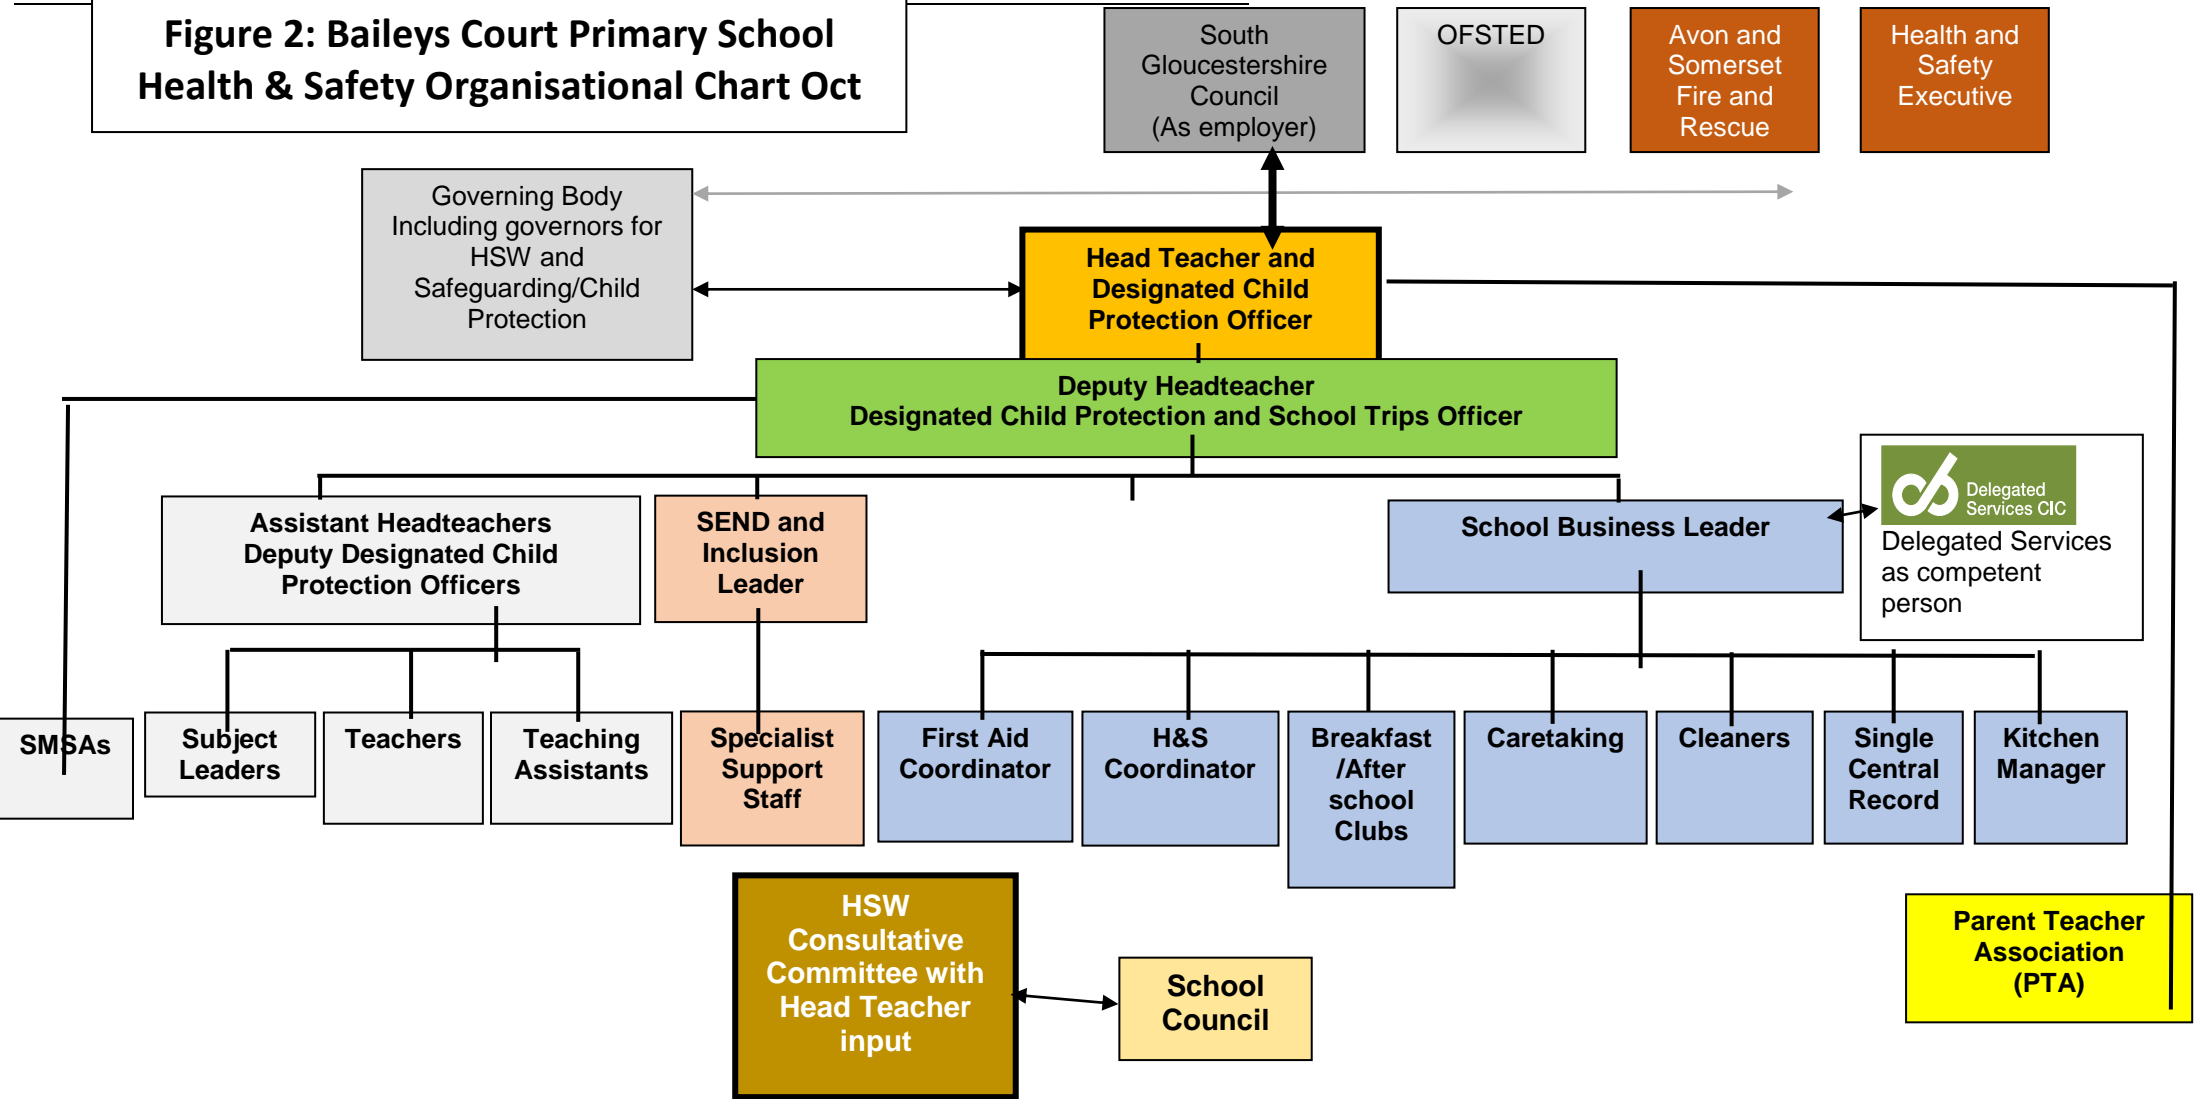 Figure 2: Baileys Court Primary School
Health & Safety Organisational Chart Oct
South
Gloucestershire
Council
(As employer)
OFSTED
Avon and
Somerset
Fire and
Rescue
Health and
Safety
Executive
Governing Body
Including governors for
HSW and
Safeguarding/Child
Protection
Head Teacher and
Designated Child
Protection Officer
Deputy Headteacher
Designated Child Protection and School Trips Officer
Assistant Headteachers
Deputy Designated Child
Protection Officers
SEND and
Inclusion
Leader
School Business Leader
Delegated
Services CIC
Delegated Services
as competent
person
SMSAs
Subject
Leaders
Teachers
Teaching
Assistants
Specialist
Support
Staff
First Aid
Coordinator
H&S
Coordinator
Breakfast
/After
school
Clubs
Caretaking
Cleaners
Single
Central
Record
Kitchen
Manager
HSW
Consultative
Committee with
Head Teacher
input
School
Council
Parent Teacher
Association
(PTA)